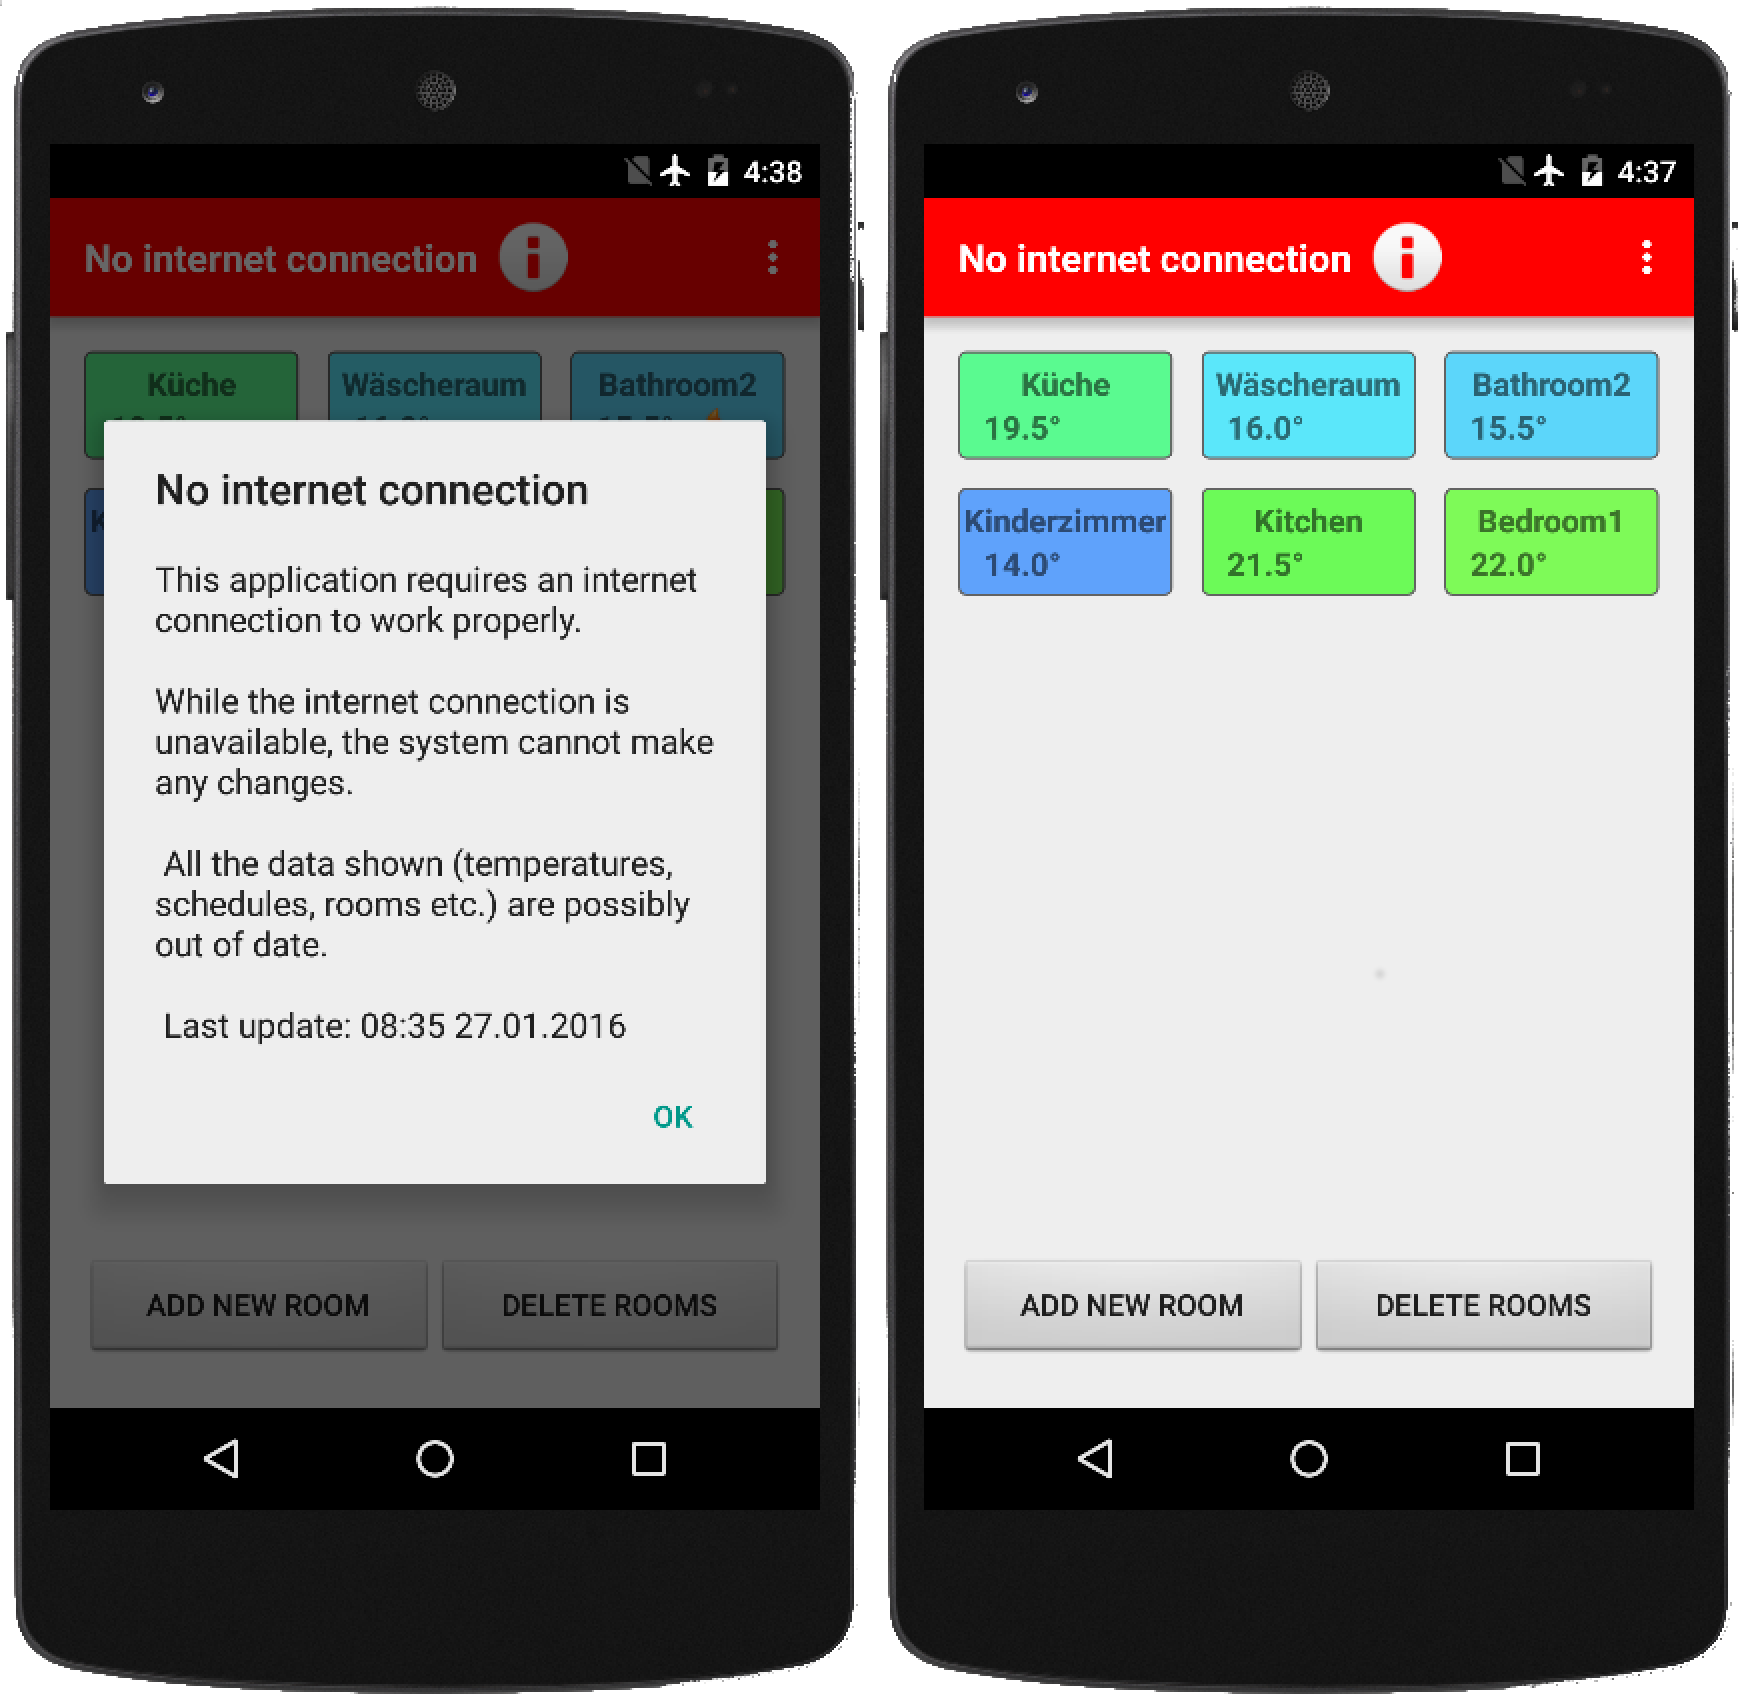 4:38
No internet connection
Küche
Wäscheraum
Bathroom2
No internet connection
This application requires an internet
connection to work properly.
While the internet connection is
unavailable, the system cannot make
any changes.
All the data shown (temperatures,
schedules, rooms etc.) are possibly
out of date.
Last update: 08:35 27.01.2016
OK
ADD NEW ROOM
DELETE ROOMS
4:37
No internet connection
Küche
19.5°
Wäscheraum
16.0°
Bathroom2
15.5°
Kinderzimmer
14.0°
Kitchen
21.5°
Bedroom1
22.0°
ADD NEW ROOM
DELETE ROOMS